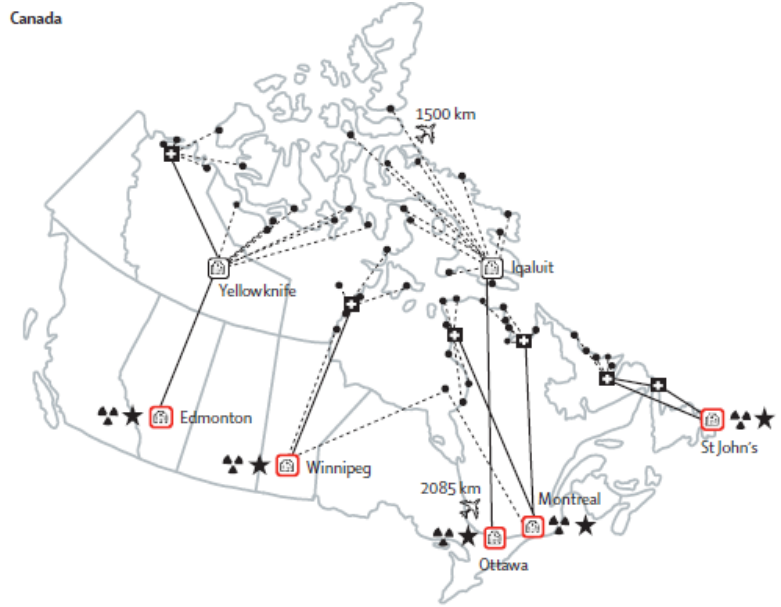 Canada
1500 km
Iqaluit
Yellowknife
Edmonton
St John's
Winnipeg
2085 km
Montreal
Ottawa